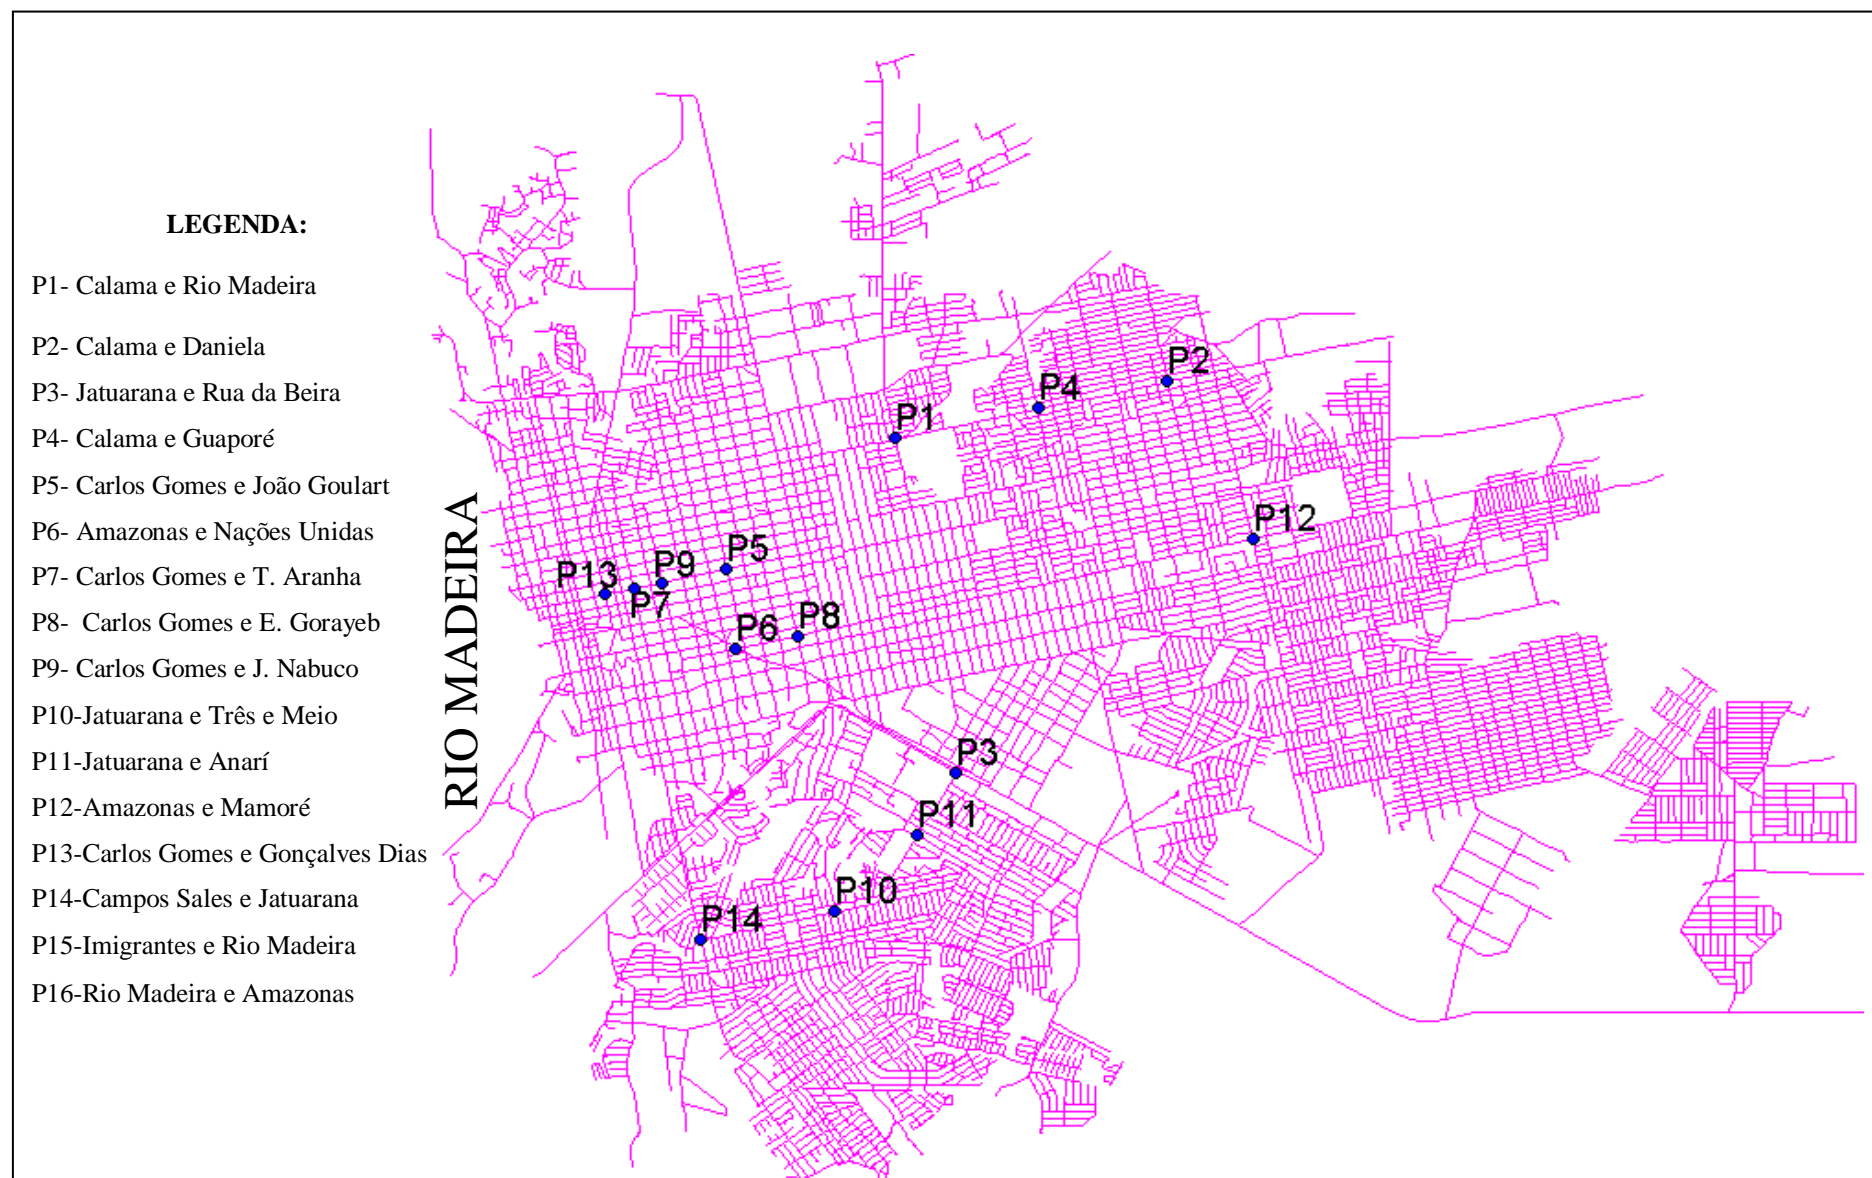 LEGENDA:
P1- Calama e Rio Madeira
P2- Calama e Daniela
P3- Jatuarana e Rua da Beira
P4- Calama e Guaporé
P5- Carlos Gomes e João Goulart
P6- Amazonas e Nações Unidas
P7- Carlos Gomes e T. Aranha
P8- Carlos Gomes e E. Gorayeb
P9- Carlos Gomes e J. Nabuco
P10-Jatuarana e Três e Meio
P11-Jatuarana e Anarí
P12-Amazonas e Mamoré
P13-Carlos Gomes e Gonçalves Dias
P14-Campos Sales e Jatuarana
P15-Imigrantes e Rio Madeira
P16-Rio Madeira e Amazonas
RIO MADEIRA
P2
P4
P1
P12
P5
P9
P13
P7
P8
P6
P3
P11
P10
P14